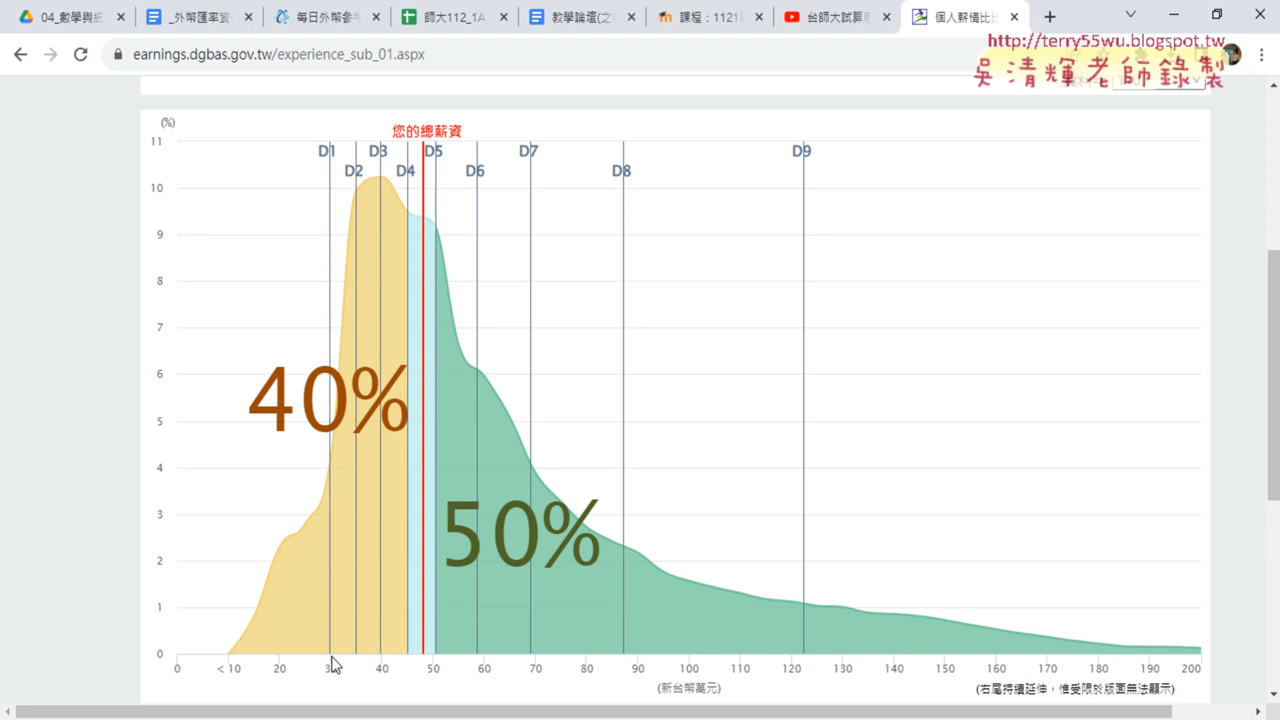 04_數學與紛
_外幣匯率資
每日外幣參考
師大112_1A
教學論壇(之
課程：1121
台師大試算
個人薪情比
earnings.dgbas.gov.tw/experience_sub_01.aspx
http://terry55wu.blogspot.tw
吳清輝老師錄製
(%)
您的總薪資
11
D1 D3 D5 D7 D9
D2 D4 D6 D8
10
9
8
7
6
5
4
3
2
1
0
40%
50%
0 <10 20 30 40 50 60 70 80 90 100 110 120 130 140 150 160 170 180 190 200
(新台幣萬元)
(右尾持續延伸，惟受限於版面無法顯示)